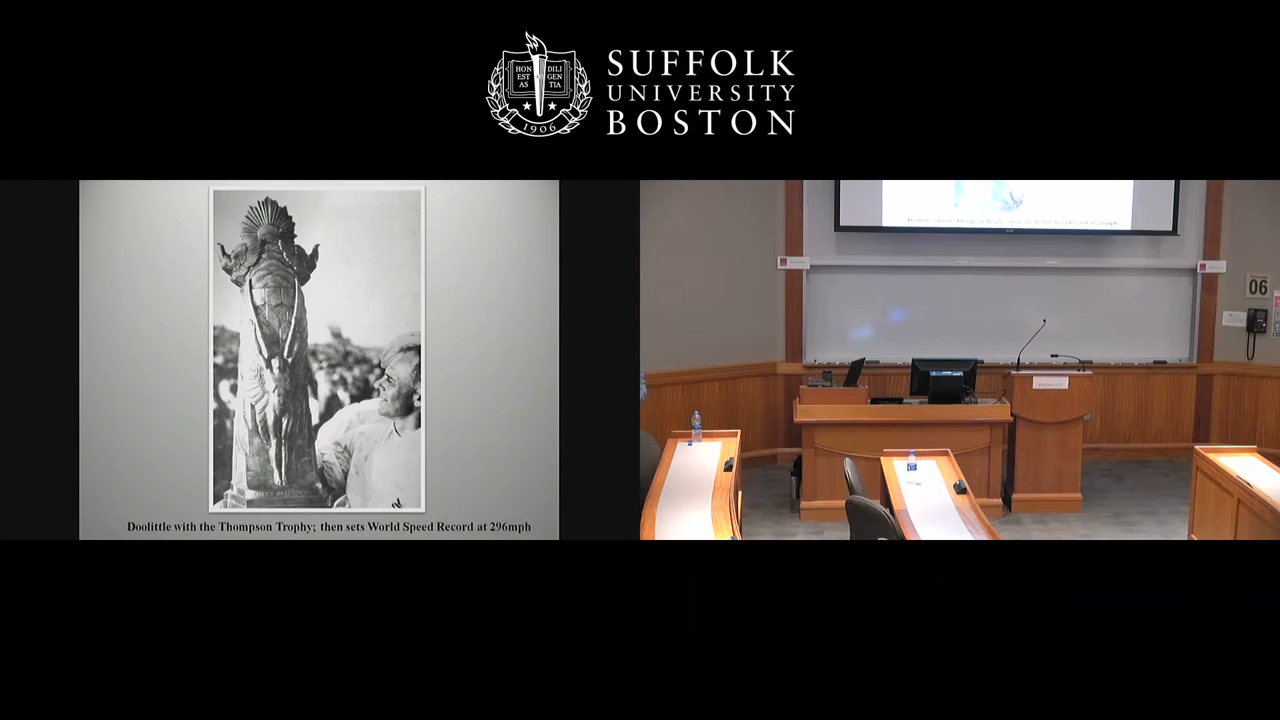 SUFFOLK
UNIVERSITY
BOSTON
HON
EST
AS
DILI
GEN
TIA
1906
Doolittle with the Thompson Trophy; then sets World Speed Record at 296mph
06